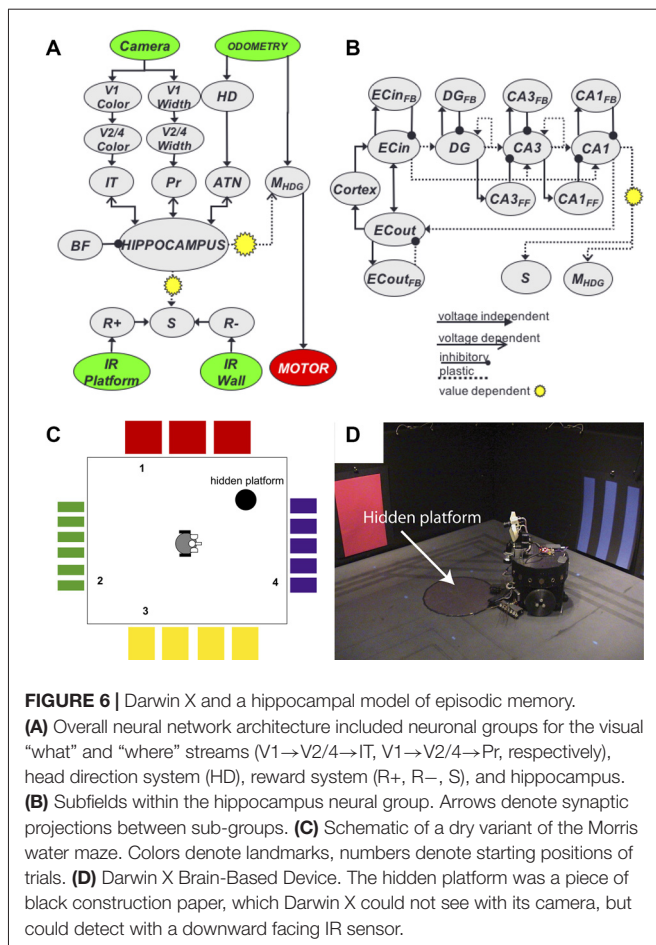 A
Camera
ODOMETRY
V1 Color
V1 Width
HD
V2/4 Color
V2/4 Width
IT
Pr
ATN
M_HDG
BF
HIPPOCAMPUS
R+
S
R-
IR Platform
IR Wall
MOTOR
B
ECin_FB
DG_FB
CA3_FB
CA1_FB
ECin
DG
CA3
CA1
Cortex
CA3_FF
CA1_FF
ECout
ECout_FB
S
M_HDG
voltage independent
voltage dependent
inhibitory
plastic
value dependent
C
1
hidden platform
2
4
3
D
Hidden platform
FIGURE 6 | Darwin X and a hippocampal model of episodic memory.
(A) Overall neural network architecture included neuronal groups for the visual
“what” and “where” streams (V1→V2/4→IT, V1→V2/4→Pr, respectively),
head direction system (HD), reward system (R+, R−, S), and hippocampus.
(B) Subfields within the hippocampus neural group. Arrows denote synaptic
projections between sub-groups. (C) Schematic of a dry variant of the Morris
water maze. Colors denote landmarks, numbers denote starting positions of
trials. (D) Darwin X Brain-Based Device. The hidden platform was a piece of
black construction paper, which Darwin X could not see with its camera, but
could detect with a downward facing IR sensor.